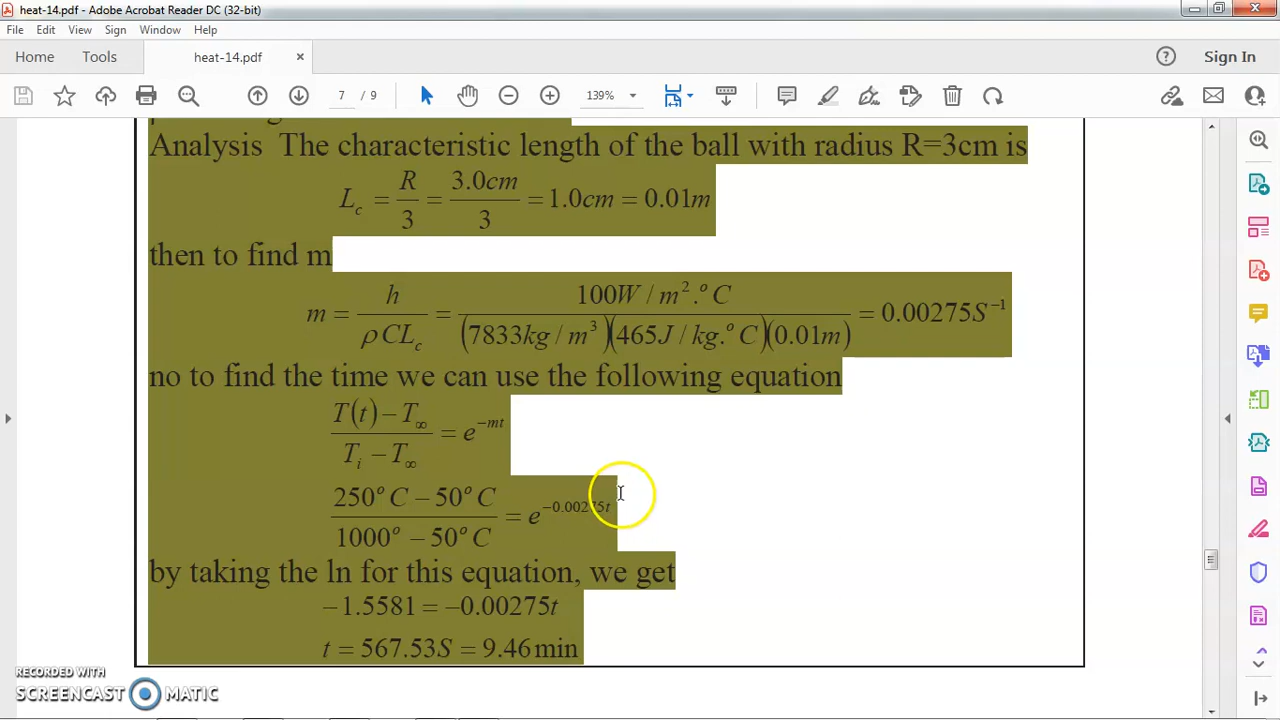 heat-14.pdf - Adobe Acrobat Reader DC (32-bit)
File Edit View Sign Window Help
Home Tools heat-14.pdf × Sign In
7 / 9 139%
Analysis The characteristic length of the ball with radius R=3cm is
L_c = R/3 = 3.0cm/3 = 1.0cm = 0.01m
then to find m
m = h/(ρCL_c) = 100W/m².°C / (7833kg/m³)(465J/kg.°C)(0.01m) = 0.00275S⁻¹
no to find the time we can use the following equation
(T(t) − T∞)/(T_i − T∞) = e^(−mt)
(250°C − 50°C)/(1000° − 50°C) = e^(−0.00275t)
by taking the ln for this equation, we get
−1.5581 = −0.00275t
t = 567.53S = 9.46min
RECORDED WITH
SCREENCAST MATIC